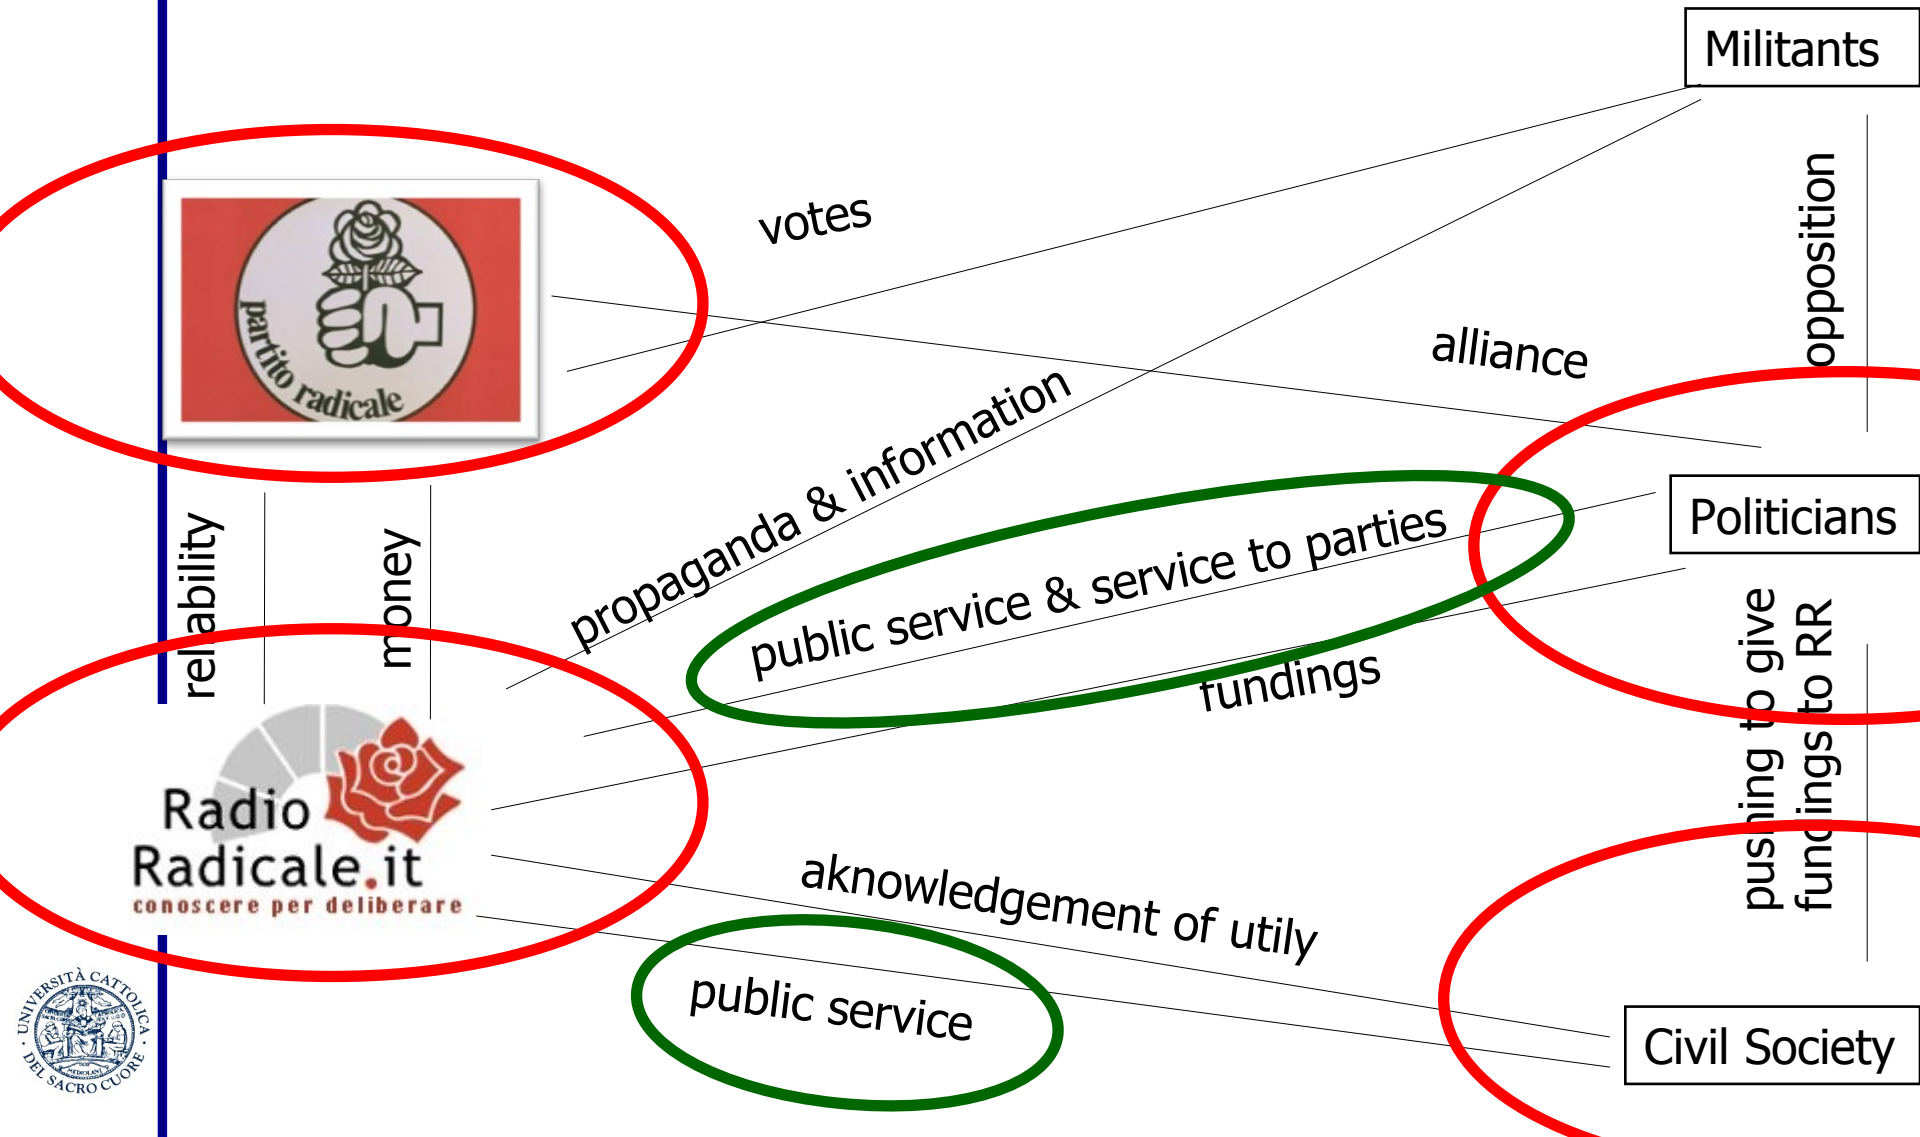 Militants
votes
opposition
partito radicale
alliance
propaganda & information
Politicians
public service & service to parties
reliability
money
fundings
pushing to give
fundings to RR
Radio
Radicale.it
conoscere per deliberare
aknowledgement of utily
public service
Civil Society
UNIVERSITÀ CATTOLICA
DEL SACRO CUORE